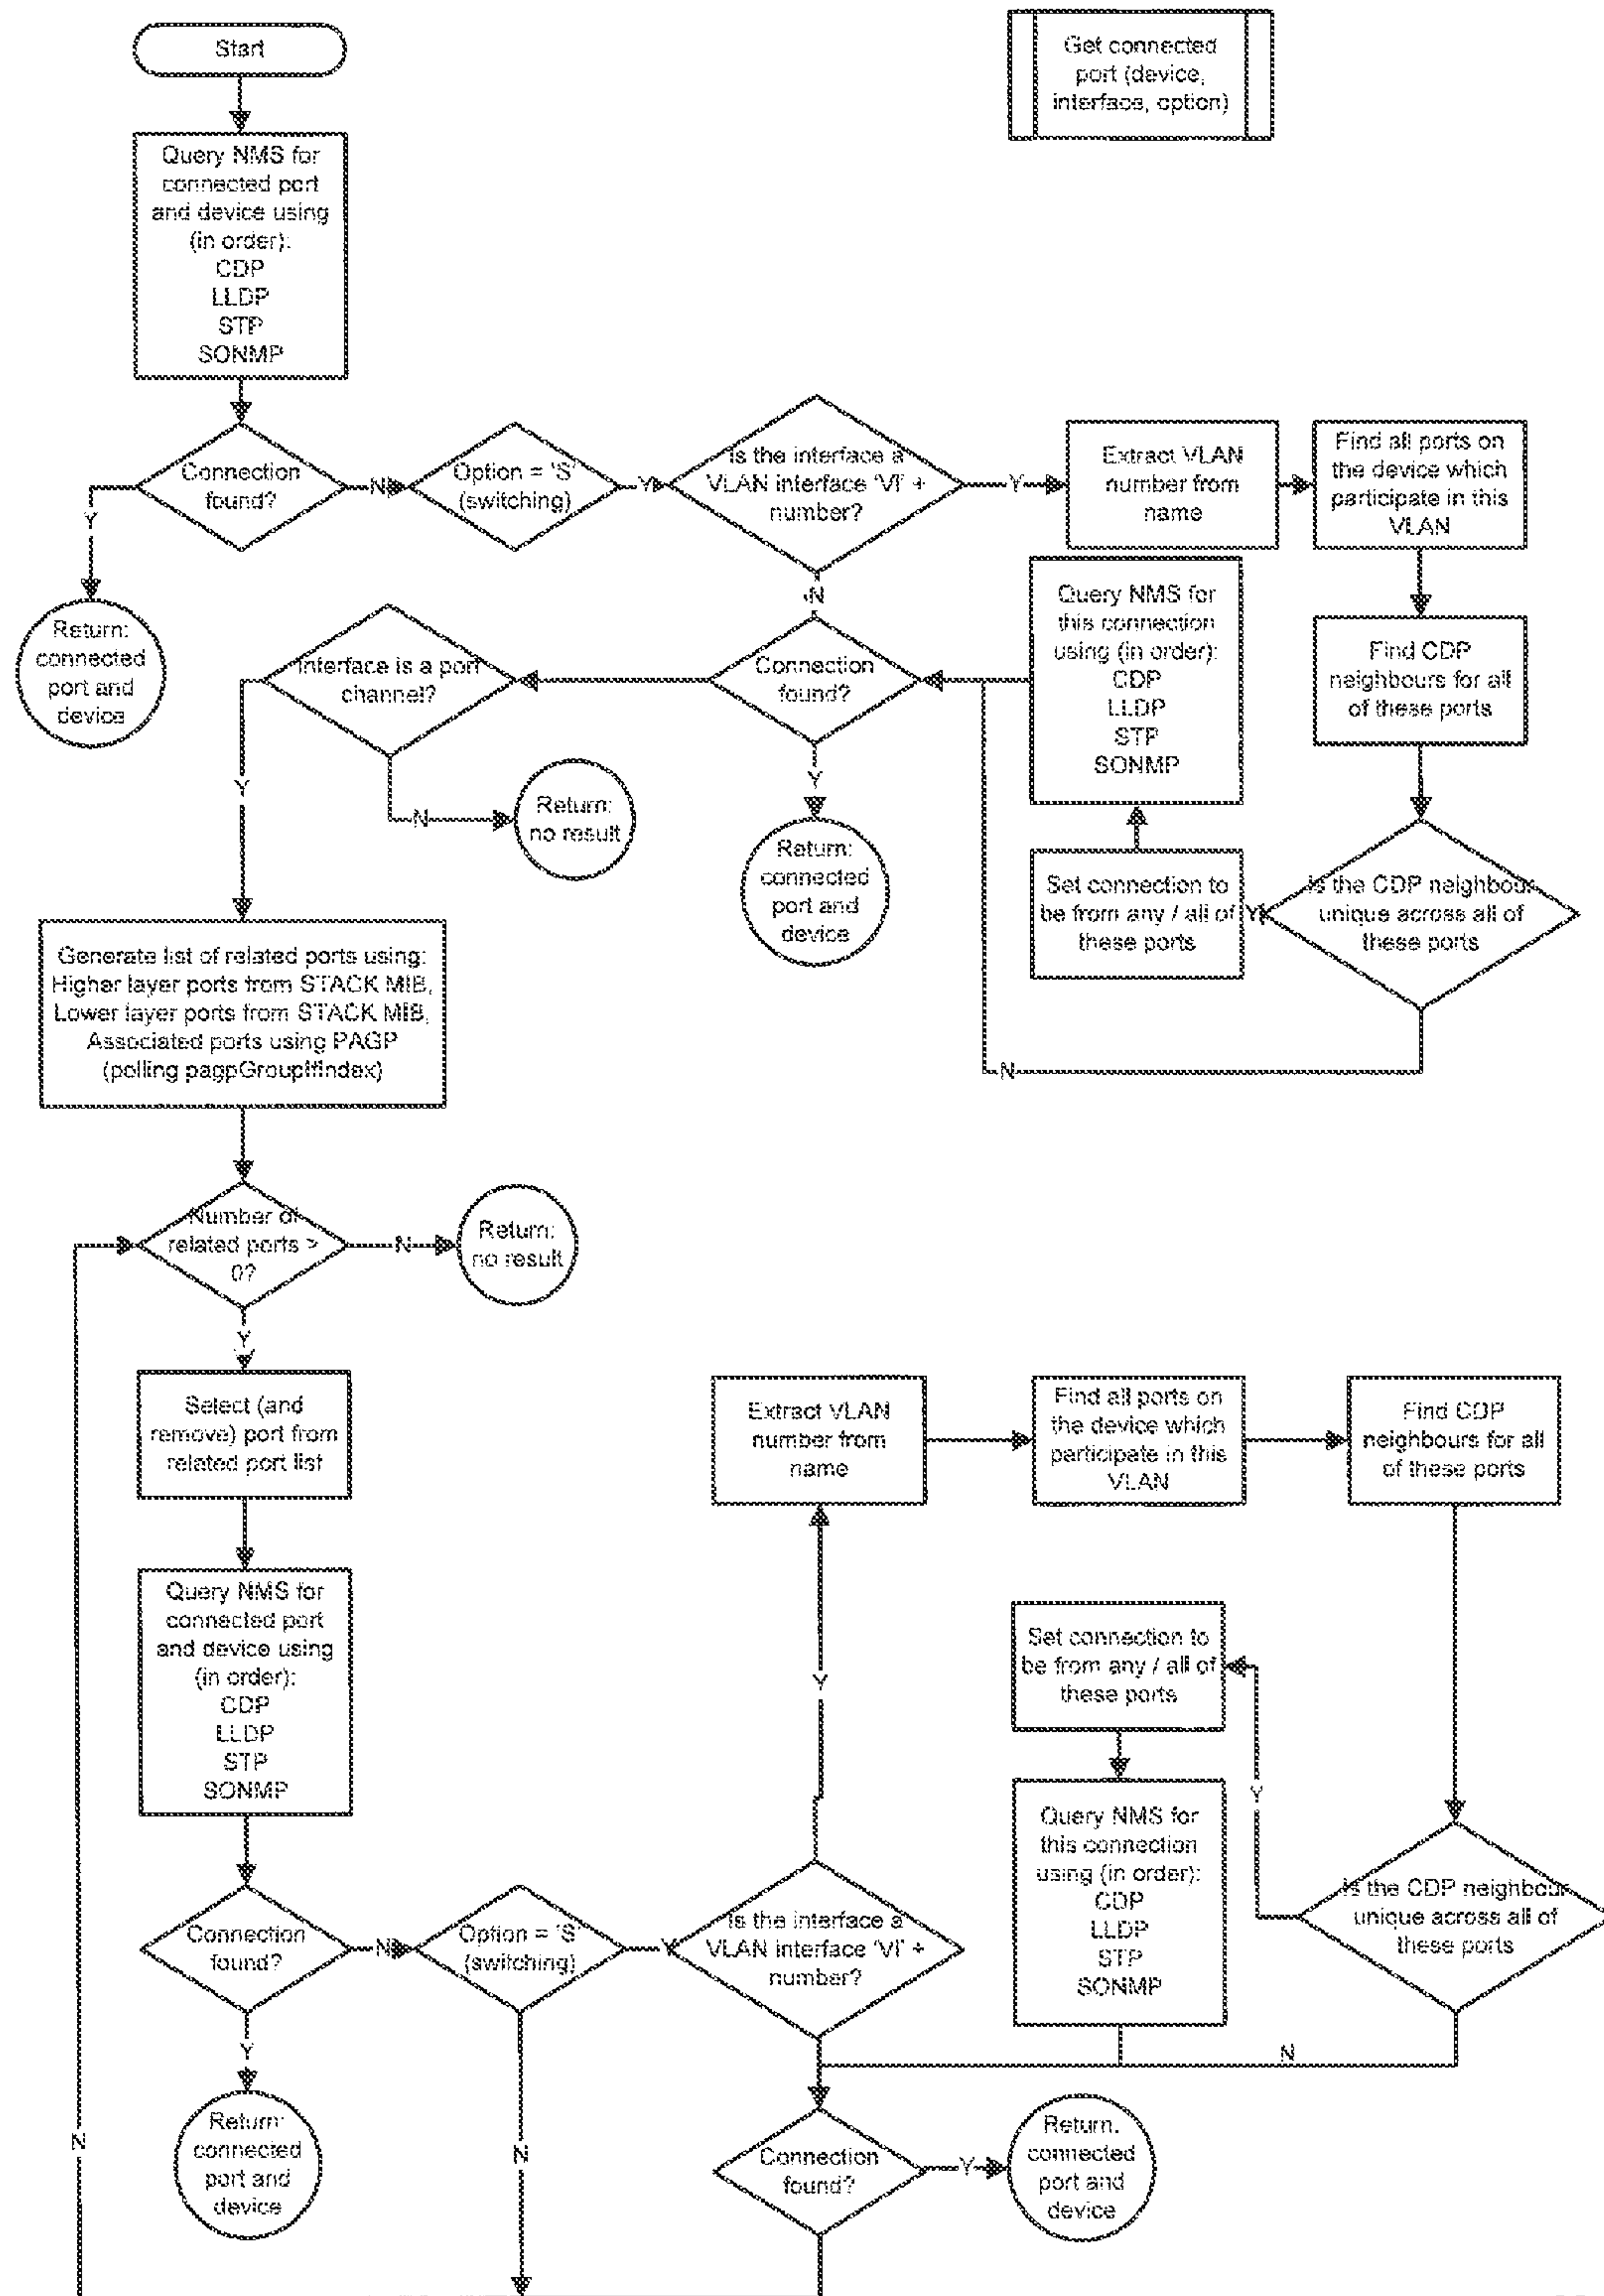 Start
Get connected
port (device,
interface, option)
Query NMS for
connected port
and device using
(in order):
CDP
LLDP
STP
SONMP
Connection
found?
N
Option = 'S'
(switching)
Y
Is the interface a
VLAN interface 'Vl' +
number?
Y
Extract VLAN
number from
name
Find all ports on
the device which
participate in this
VLAN
Y
Return:
connected
port and
device
N
Query NMS for
this connection
using (in order):
CDP
LLDP
STP
SONMP
Find CDP
neighbours for all
of these ports
Interface is a port
channel?
Connection
found?
Y
N
Return:
no result
Y
Return:
connected
port and
device
Set connection to
be from any / all of
these ports
Y
Is the CDP neighbour
unique across all of
these ports
N
Generate list of related ports using:
Higher layer ports from STACK MIB,
Lower layer ports from STACK MIB,
Associated ports using PAGP
(polling pagpGroupIfIndex)
Number of
related ports >
0?
N
Return:
no result
Y
Select (and
remove) port from
related port list
Extract VLAN
number from
name
Find all ports on
the device which
participate in this
VLAN
Find CDP
neighbours for all
of these ports
Query NMS for
connected port
and device using
(in order):
CDP
LLDP
STP
SONMP
Set connection to
be from any / all of
these ports
Y
Y
Query NMS for
this connection
using (in order):
CDP
LLDP
STP
SONMP
Is the CDP neighbour
unique across all of
these ports
Connection
found?
N
Option = 'S'
(switching)
Y
Is the interface a
VLAN interface 'Vl' +
number?
N
Y
Return:
connected
port and
device
N
N
Connection
found?
Y
Return:
connected
port and
device